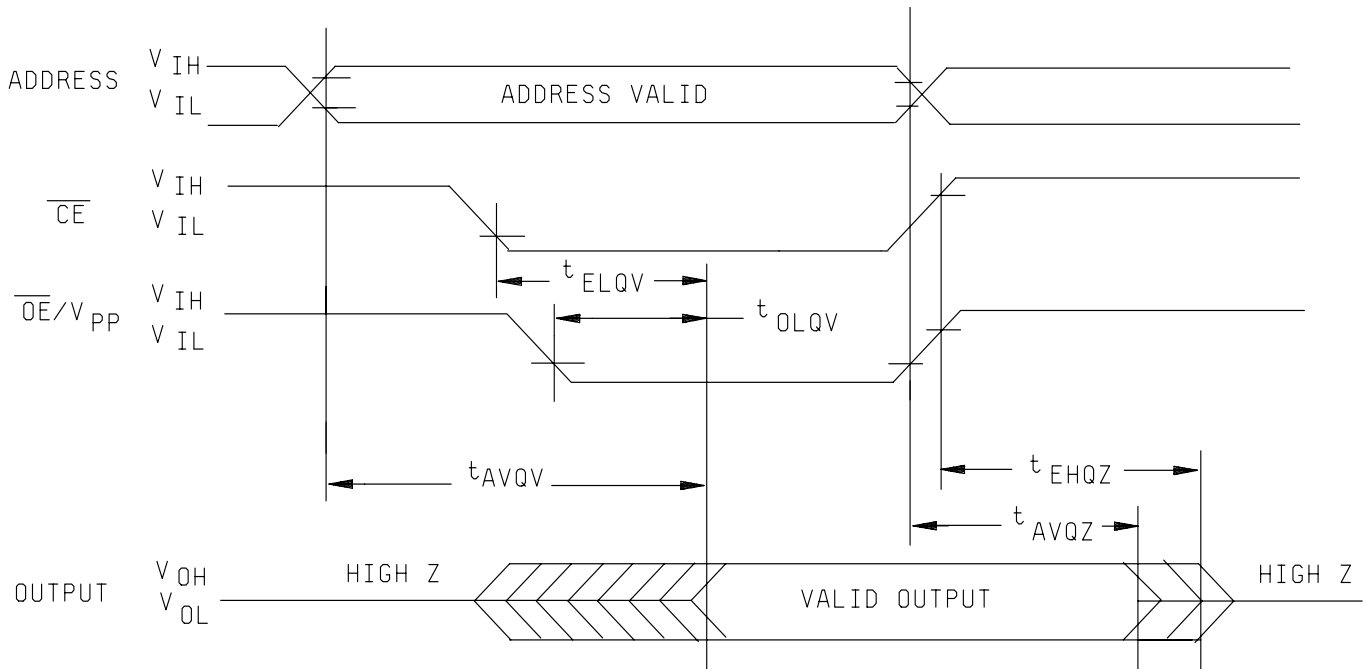 ADDRESS
V IH
V IL
ADDRESS VALID
CE
V IH
V IL
t ELQV
OE/V PP
V IH
V IL
t OLQV
t AVQV
t EHQZ
t AVQZ
OUTPUT
V OH
V OL
HIGH Z
VALID OUTPUT
HIGH Z